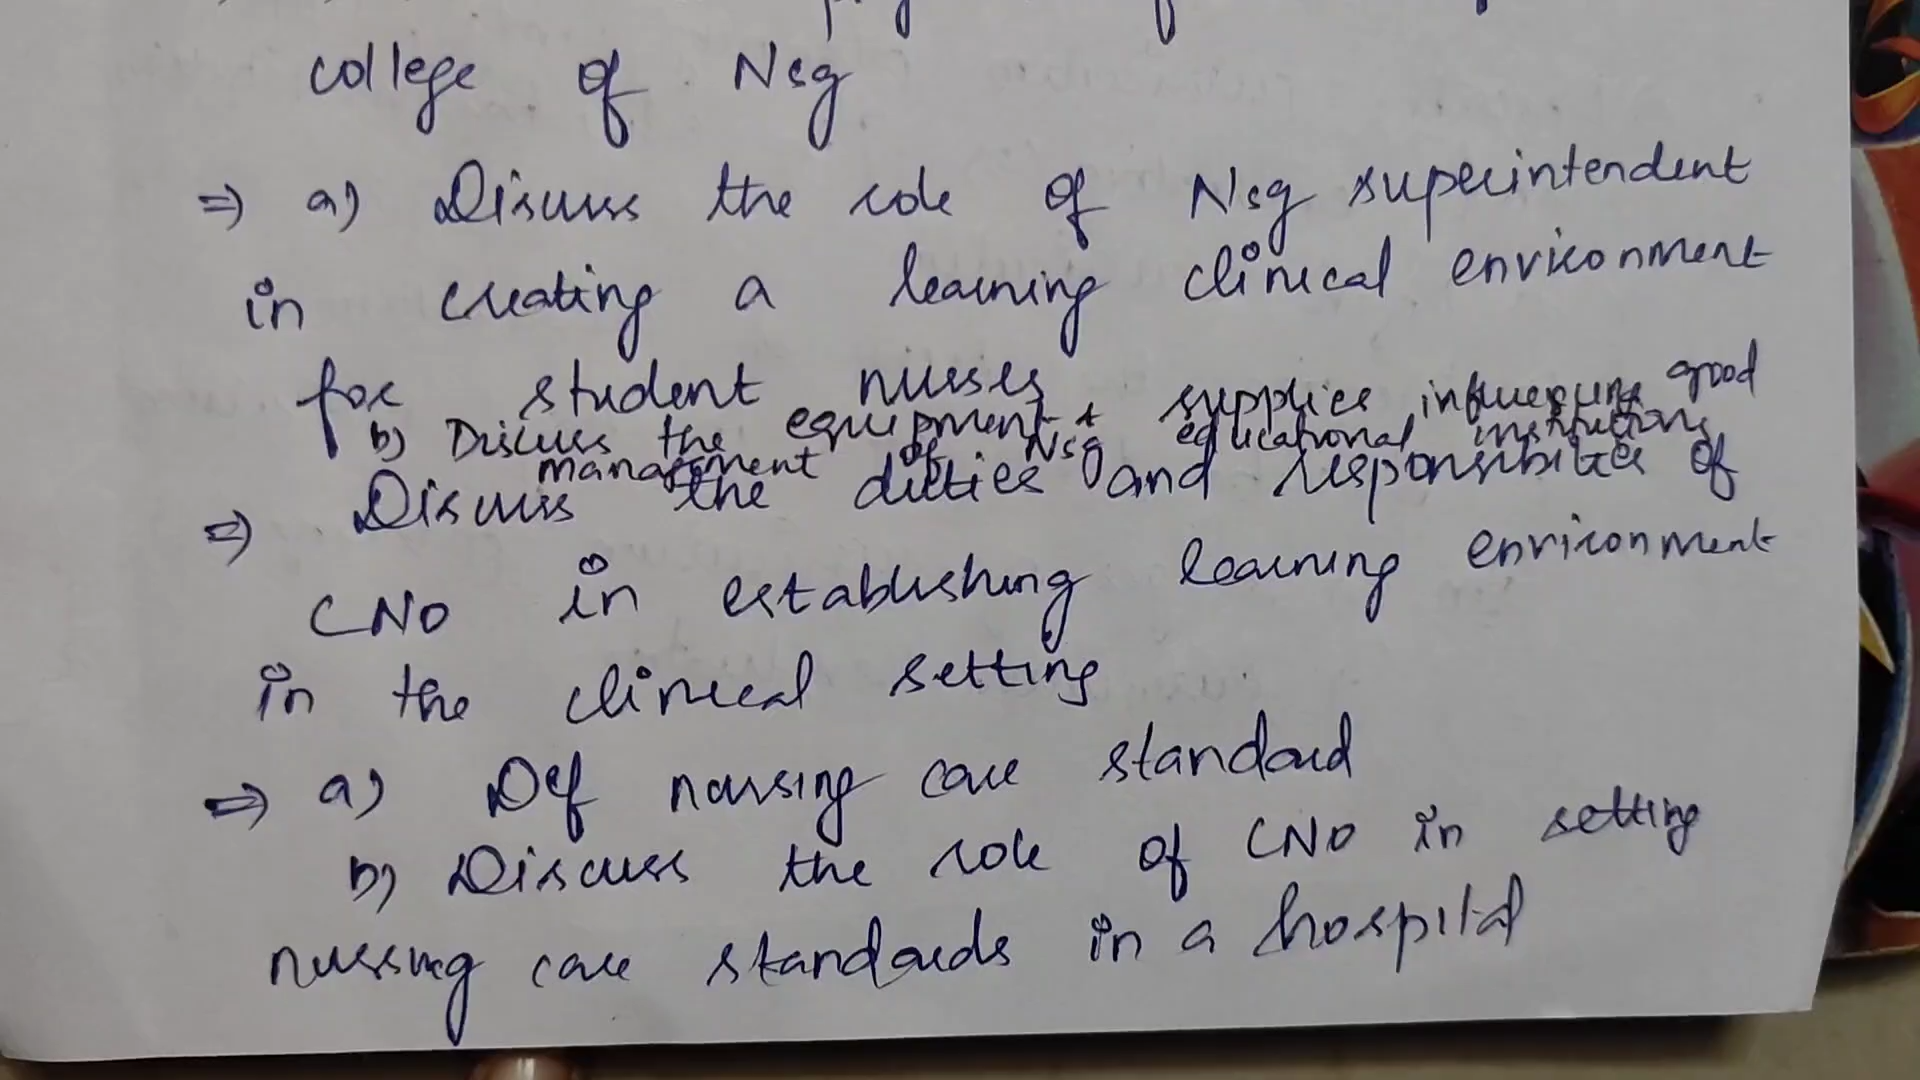 college of Nsg
⇒ a) Discuss the role of Nsg superintendent
in creating a learning clinical environment
for student nurses
b) Discuss the equipment & supplies influencing good
management of Nsg educational institutions
⇒ Discuss the duties and responsibilites of
CNO in establishing learning environment
in the clinical setting
⇒ a) Def nursing care standard
b) Discuss the role of CNO in setting
nursing care standards in a hospital